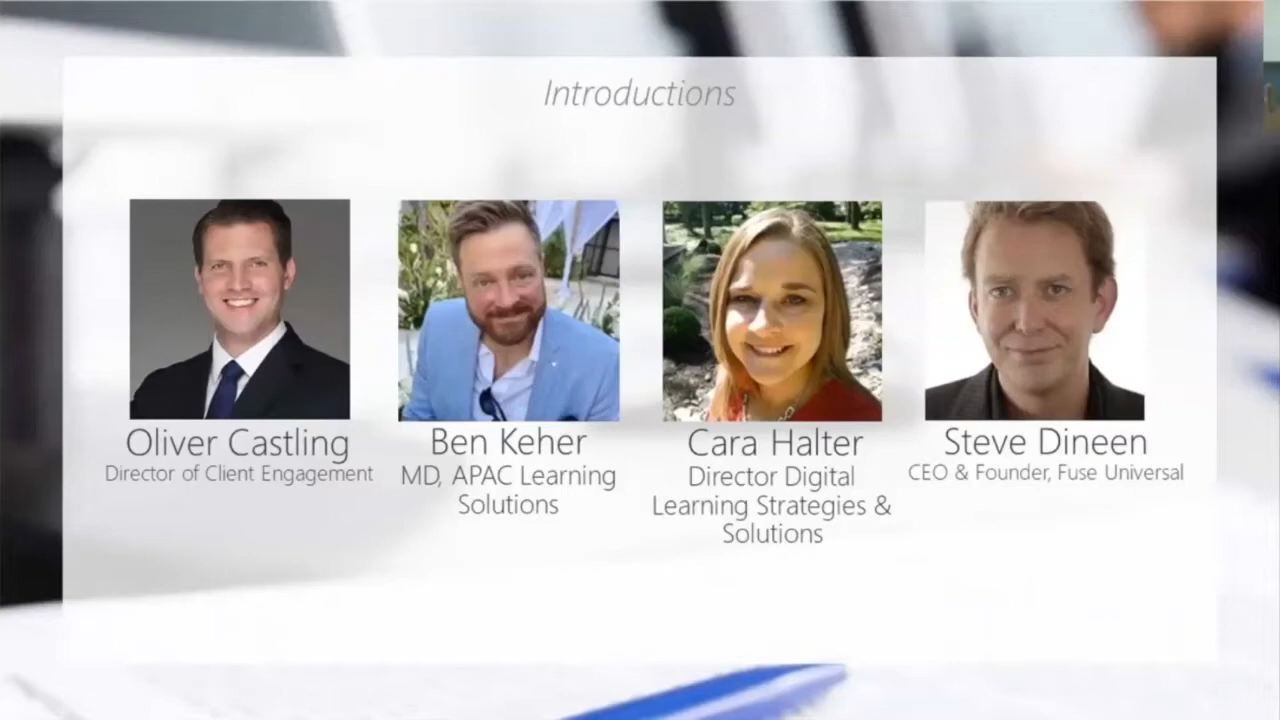 Introductions
Oliver Castling
Director of Client Engagement
Ben Keher
MD, APAC Learning
Solutions
Cara Halter
Director Digital
Learning Strategies &
Solutions
Steve Dineen
CEO & Founder, Fuse Universal